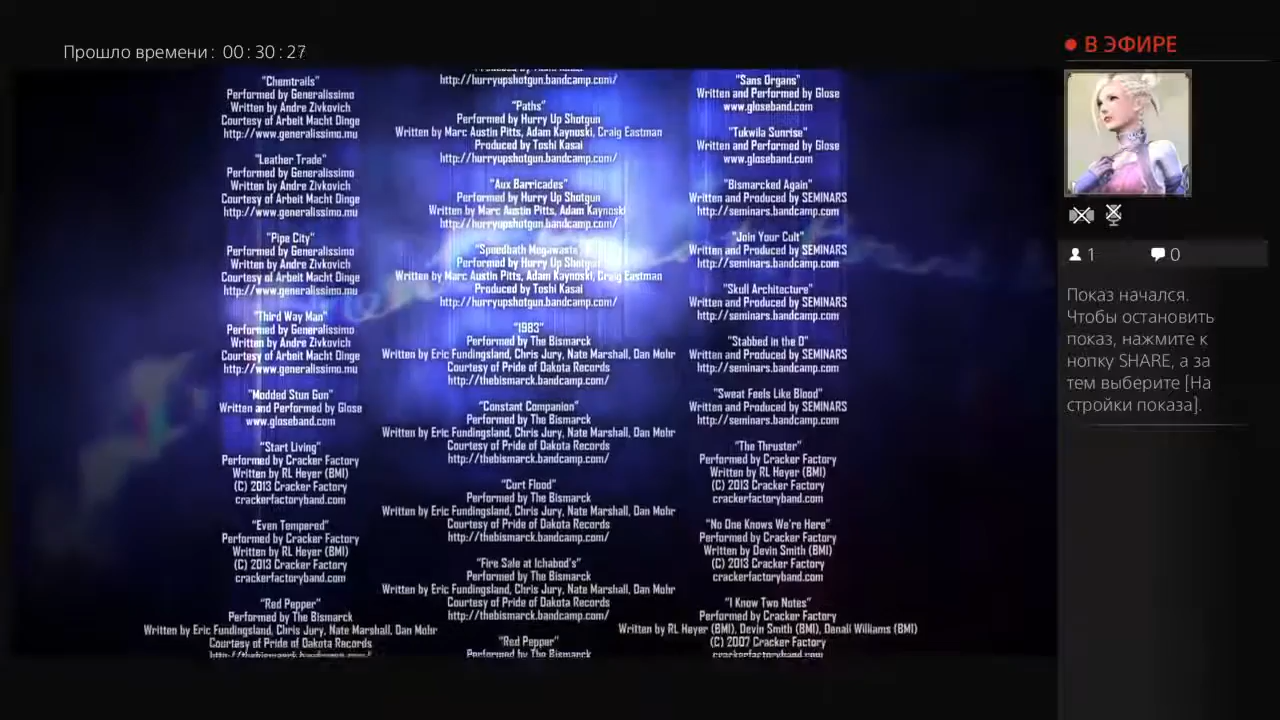 Прошло времени: 00:30:27
"Chemtrails"
Performed by Generalissimo
Written by Andre Zivkovich
Courtesy of Arbeit Macht Dinge
http://www.generalissimo.mu
"Leather Trade"
Performed by Generalissimo
Written by Andre Zivkovich
Courtesy of Arbeit Macht Dinge
http://www.generalissimo.mu
"Pipe City"
Performed by Generalissimo
Written by Andre Zivkovich
Courtesy of Arbeit Macht Dinge
http://www.generalissimo.mu
"Third Way Man"
Performed by Generalissimo
Written by Andre Zivkovich
Courtesy of Arbeit Macht Dinge
http://www.generalissimo.mu
"Modded Stun Gun"
Written and Performed by Glose
www.gloseband.com
"Start Living"
Performed by Cracker Factory
Written by RL Heyer (BMI)
(C) 2013 Cracker Factory
crackerfactoryband.com
"Even Tempered"
Performed by Cracker Factory
Written by RL Heyer (BMI)
(C) 2013 Cracker Factory
crackerfactoryband.com
"Red Pepper"
Performed by The Bismarck
Written by Eric Fundingsland, Chris Jury, Nate Marshall, Dan Mohr
Courtesy of Pride of Dakota Records
http://thebismarck.bandcamp.com/
Produced by Toshi Kasai
http://hurryupshotgun.bandcamp.com/
"Paths"
Performed by Hurry Up Shotgun
Written by Marc Austin Pitts, Adam Kaynoski, Craig Eastman
Produced by Toshi Kasai
http://hurryupshotgun.bandcamp.com/
"Aux Barricades"
Performed by Hurry Up Shotgun
Written by Marc Austin Pitts, Adam Kaynoski
http://hurryupshotgun.bandcamp.com/
"Speedbath Megawaste"
Performed by Hurry Up Shotgun
Written by Marc Austin Pitts, Adam Kaynoski, Craig Eastman
Produced by Toshi Kasai
http://hurryupshotgun.bandcamp.com/
"1983"
Performed by The Bismarck
Written by Eric Fundingsland, Chris Jury, Nate Marshall, Dan Mohr
Courtesy of Pride of Dakota Records
http://thebismarck.bandcamp.com/
"Constant Companion"
Performed by The Bismarck
Written by Eric Fundingsland, Chris Jury, Nate Marshall, Dan Mohr
Courtesy of Pride of Dakota Records
http://thebismarck.bandcamp.com/
"Curt Flood"
Performed by The Bismarck
Written by Eric Fundingsland, Chris Jury, Nate Marshall, Dan Mohr
Courtesy of Pride of Dakota Records
http://thebismarck.bandcamp.com/
"Fire Sale at Ichabod's"
Performed by The Bismarck
Written by Eric Fundingsland, Chris Jury, Nate Marshall, Dan Mohr
Courtesy of Pride of Dakota Records
http://thebismarck.bandcamp.com/
"Red Pepper"
Performed by The Bismarck
"Sans Organs"
Written and Performed by Glose
www.gloseband.com
"Tukwila Sunrise"
Written and Performed by Glose
www.gloseband.com
"Bismarcked Again"
Written and Produced by SEMINARS
http://seminars.bandcamp.com
"Join Your Cult"
Written and Produced by SEMINARS
http://seminars.bandcamp.com
"Skull Architecture"
Written and Produced by SEMINARS
http://seminars.bandcamp.com
"Stabbed in the D"
Written and Produced by SEMINARS
http://seminars.bandcamp.com
"Sweat Feels Like Blood"
Written and Produced by SEMINARS
http://seminars.bandcamp.com
"The Thruster"
Performed by Cracker Factory
Written by RL Heyer (BMI)
(C) 2013 Cracker Factory
crackerfactoryband.com
"No One Knows We're Here"
Performed by Cracker Factory
Written by Devin Smith (BMI)
(C) 2013 Cracker Factory
crackerfactoryband.com
"I Know Two Notes"
Performed by Cracker Factory
Written by RL Heyer (BMI), Devin Smith (BMI), Denali Williams (BMI)
(C) 2007 Cracker Factory
crackerfactoryband.com
В ЭФИРЕ
1 0
Показ начался.
Чтобы остановить
показ, нажмите к
нопку SHARE, а за
тем выберите [На
стройки показа].